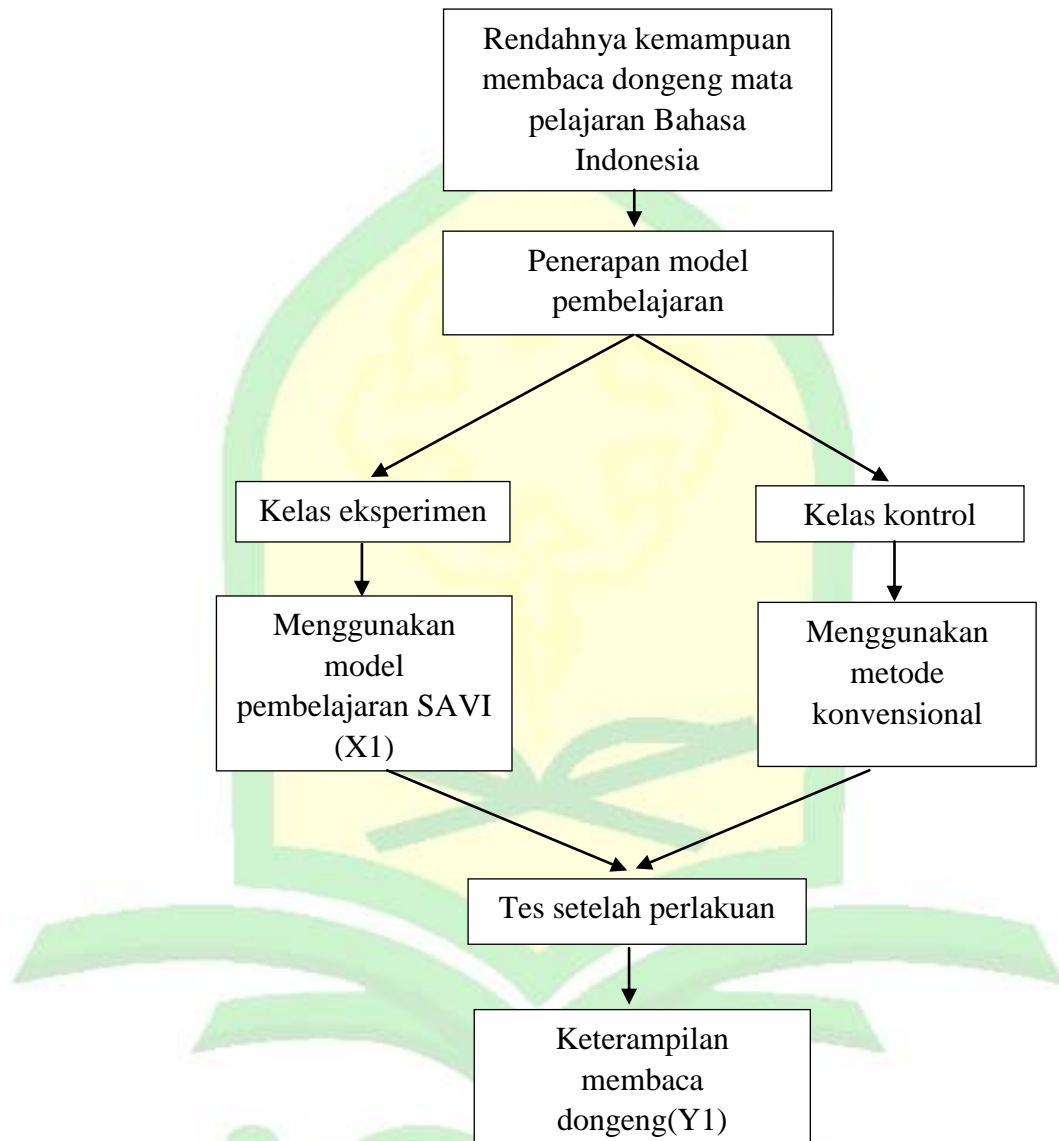 Rendahnya kemampuan
membaca dongeng mata
pelajaran Bahasa
Indonesia
Penerapan model
pembelajaran
Kelas eksperimen
Kelas kontrol
Menggunakan
model
pembelajaran SAVI
(X1)
Menggunakan
metode
konvensional
Tes setelah perlakuan
Keterampilan
membaca
dongeng(Y1)